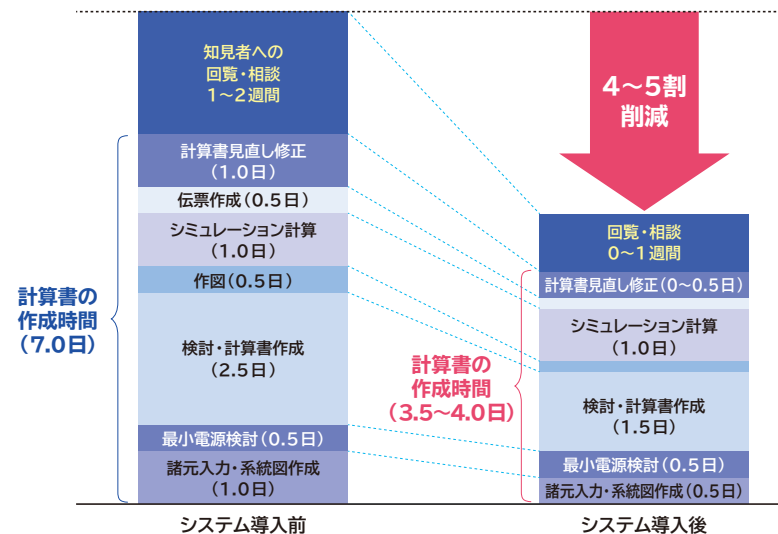 知見者への
回覧・相談
1～2週間
計算書見直し修正
(1.0日)
伝票作成(0.5日)
シミュレーション計算
(1.0日)
作図(0.5日)
検討・計算書作成
(2.5日)
最小電源検討(0.5日)
諸元入力・系統図作成
(1.0日)
計算書の
作成時間
(7.0日)
システム導入前
4～5割
削減
回覧・相談
0～1週間
計算書見直し修正(0～0.5日)
シミュレーション計算
(1.0日)
検討・計算書作成
(1.5日)
最小電源検討(0.5日)
諸元入力・系統図作成(0.5日)
計算書の
作成時間
(3.5～4.0日)
システム導入後